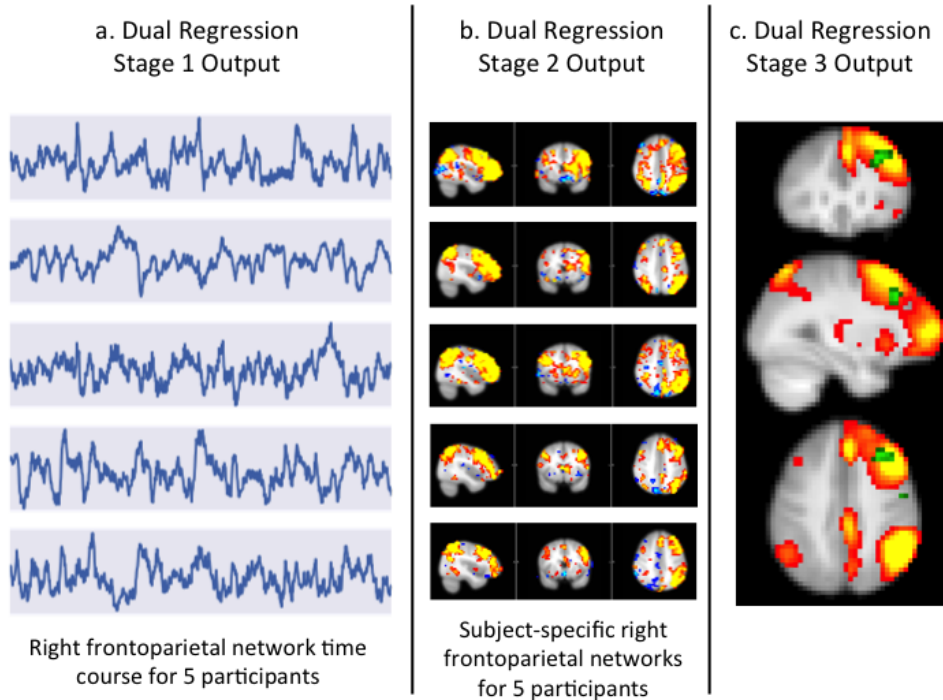 a. Dual Regression
Stage 1 Output
b. Dual Regression
Stage 2 Output
c. Dual Regression
Stage 3 Output
Right frontoparietal network time
course for 5 participants
Subject-specific right
frontoparietal networks
for 5 participants